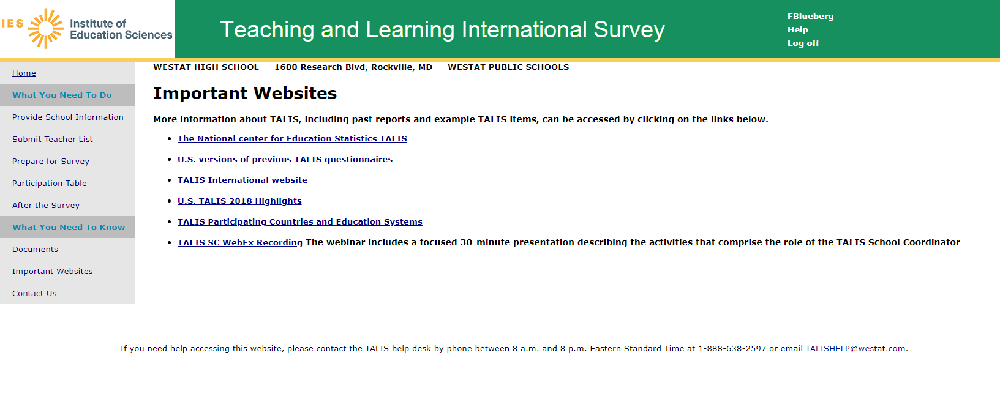 IES Institute of
Education Sciences
Teaching and Learning International Survey
FBlueberg
Help
Log off
WESTAT HIGH SCHOOL - 1600 Research Blvd, Rockville, MD - WESTAT PUBLIC SCHOOLS
Home
What You Need To Do
Provide School Information
Submit Teacher List
Prepare for Survey
Participation Table
After the Survey
What You Need To Know
Documents
Important Websites
Contact Us
Important Websites
More information about TALIS, including past reports and example TALIS items, can be accessed by clicking on the links below.
• The National center for Education Statistics TALIS
• U.S. versions of previous TALIS questionnaires
• TALIS International website
• U.S. TALIS 2018 Highlights
• TALIS Participating Countries and Education Systems
• TALIS SC WebEx Recording The webinar includes a focused 30-minute presentation describing the activities that comprise the role of the TALIS School Coordinator
If you need help accessing this website, please contact the TALIS help desk by phone between 8 a.m. and 8 p.m. Eastern Standard Time at 1-888-638-2597 or email TALISHELP@westat.com.